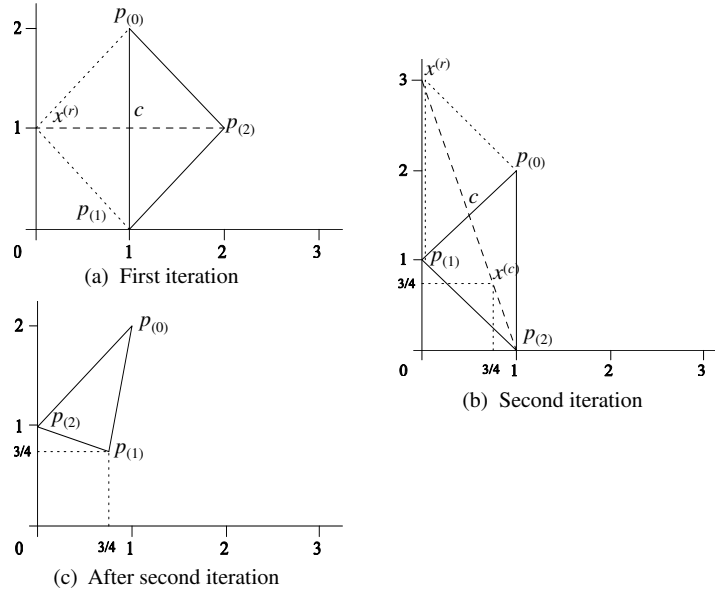 p(0)
2
x(r)
c
1
p(2)
p(1)
0 1 2 3
(a) First iteration
x(r)
3
p(0)
2
c
1
p(1)
x(c)
3/4
p(2)
0 3/4 1 2 3
(b) Second iteration
2
p(0)
p(2)
1
3/4
p(1)
0 3/4 1 2 3
(c) After second iteration